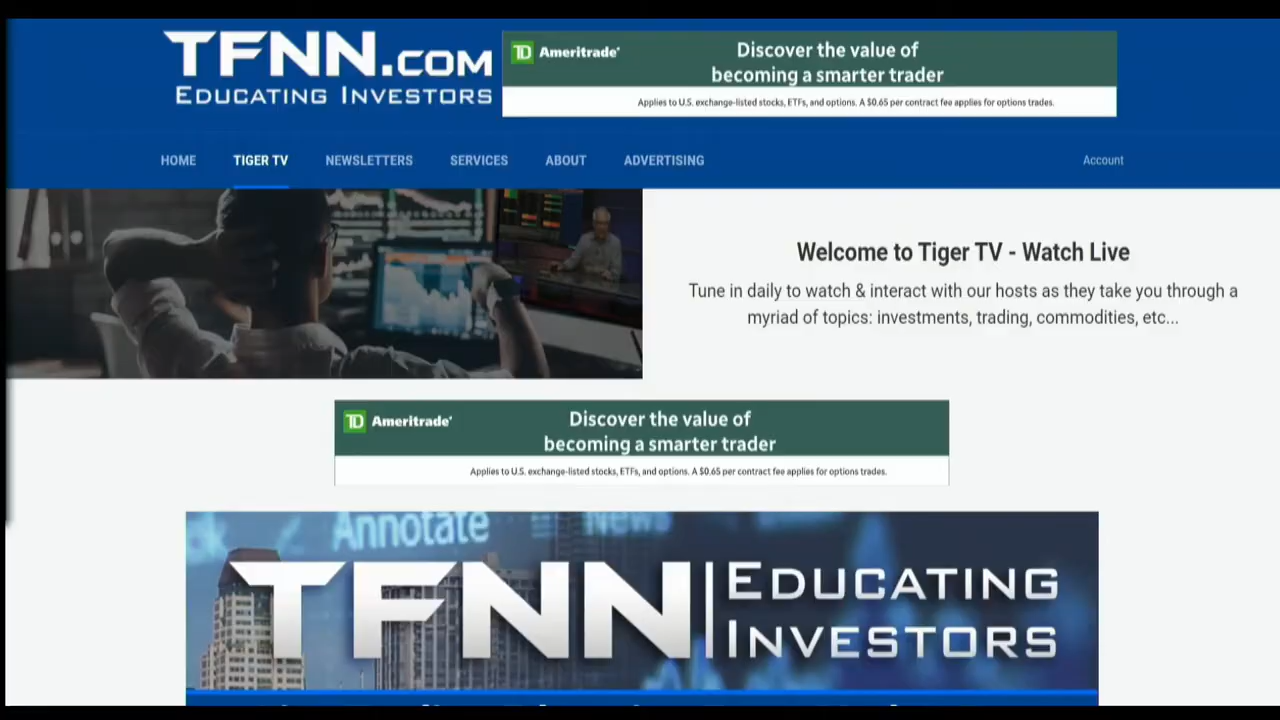 TFNN.COM
EDUCATING INVESTORS
TD Ameritrade
Discover the value of
becoming a smarter trader
Applies to U.S. exchange-listed stocks, ETFs, and options. A $0.65 per contract fee applies for options trades.
HOME TIGER TV NEWSLETTERS SERVICES ABOUT ADVERTISING Account
Welcome to Tiger TV - Watch Live
Tune in daily to watch & interact with our hosts as they take you through a
myriad of topics: investments, trading, commodities, etc...
TD Ameritrade
Discover the value of
becoming a smarter trader
Applies to U.S. exchange-listed stocks, ETFs, and options. A $0.65 per contract fee applies for options trades.
Annotate News
TFNN EDUCATING
INVESTORS